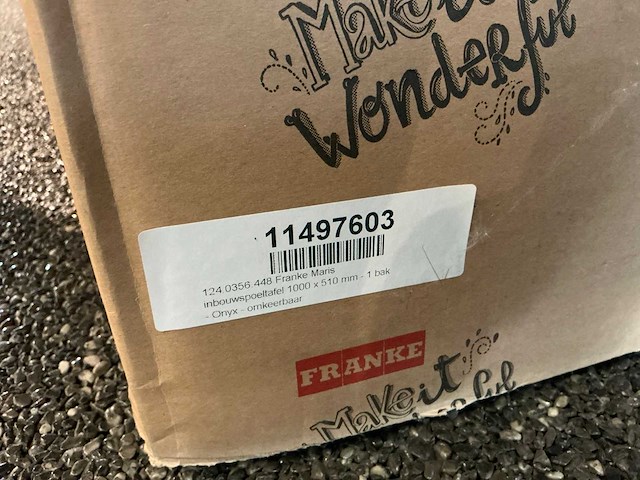 Make it
Wonderful
11497603
124.0356.448 Franke Maris
inbouwspoeltafel 1000 x 510 mm - 1 bak
- Onyx - omkeerbaar
FRANKE
Make it